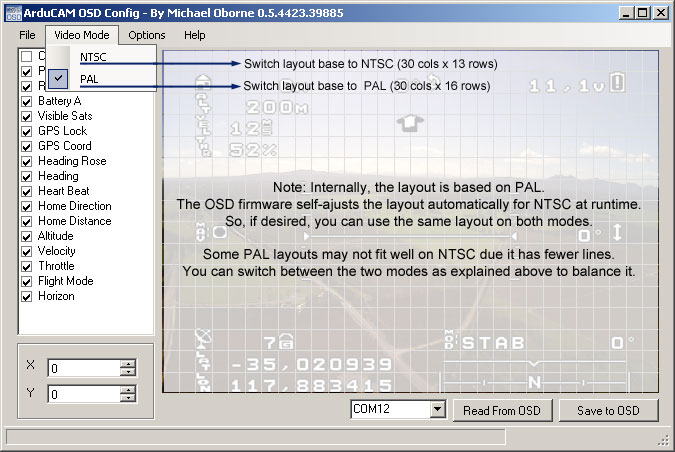 ArduCAM OSD Config - By Michael Oborne 0.5.4423.39885
File Video Mode Options Help
NTSC
PAL
Switch layout base to NTSC (30 cols x 13 rows)
Switch layout base to PAL (30 cols x 16 rows)
C
P
R
Battery A
Visible Sats
GPS Lock
GPS Coord
Heading Rose
Heading
Heart Beat
Home Direction
Home Distance
Altitude
Velocity
Throttle
Flight Mode
Horizon
11,1v
200m
12
52%
Note: Internally, the layout is based on PAL.
The OSD firmware self-ajusts the layout automatically for NTSC at runtime.
So, if desired, you can use the same layout on both modes.
0°
Some PAL layouts may not fit well on NTSC due it has fewer lines.
You can switch between the two modes as explained above to balance it.
7
STAB 0°
-35,020939
117,883415
N
X 0
Y 0
COM12
Read From OSD
Save to OSD